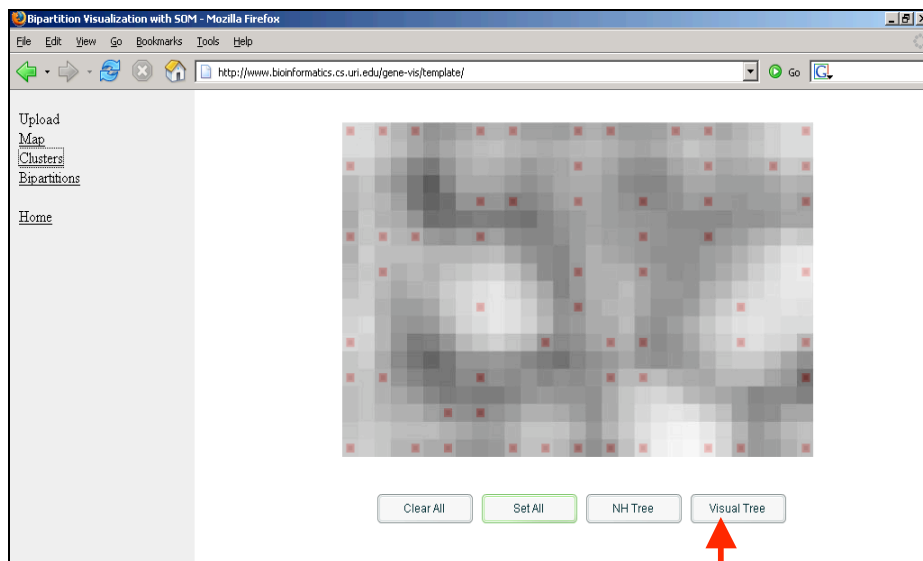 Bipartition Visualization with SOM - Mozilla Firefox
File Edit View Go Bookmarks Tools Help
http://www.bioinformatics.cs.uri.edu/gene-vis/template/ Go G
Upload
Map
Clusters
Bipartitions
Home
Clear All Set All NH Tree Visual Tree